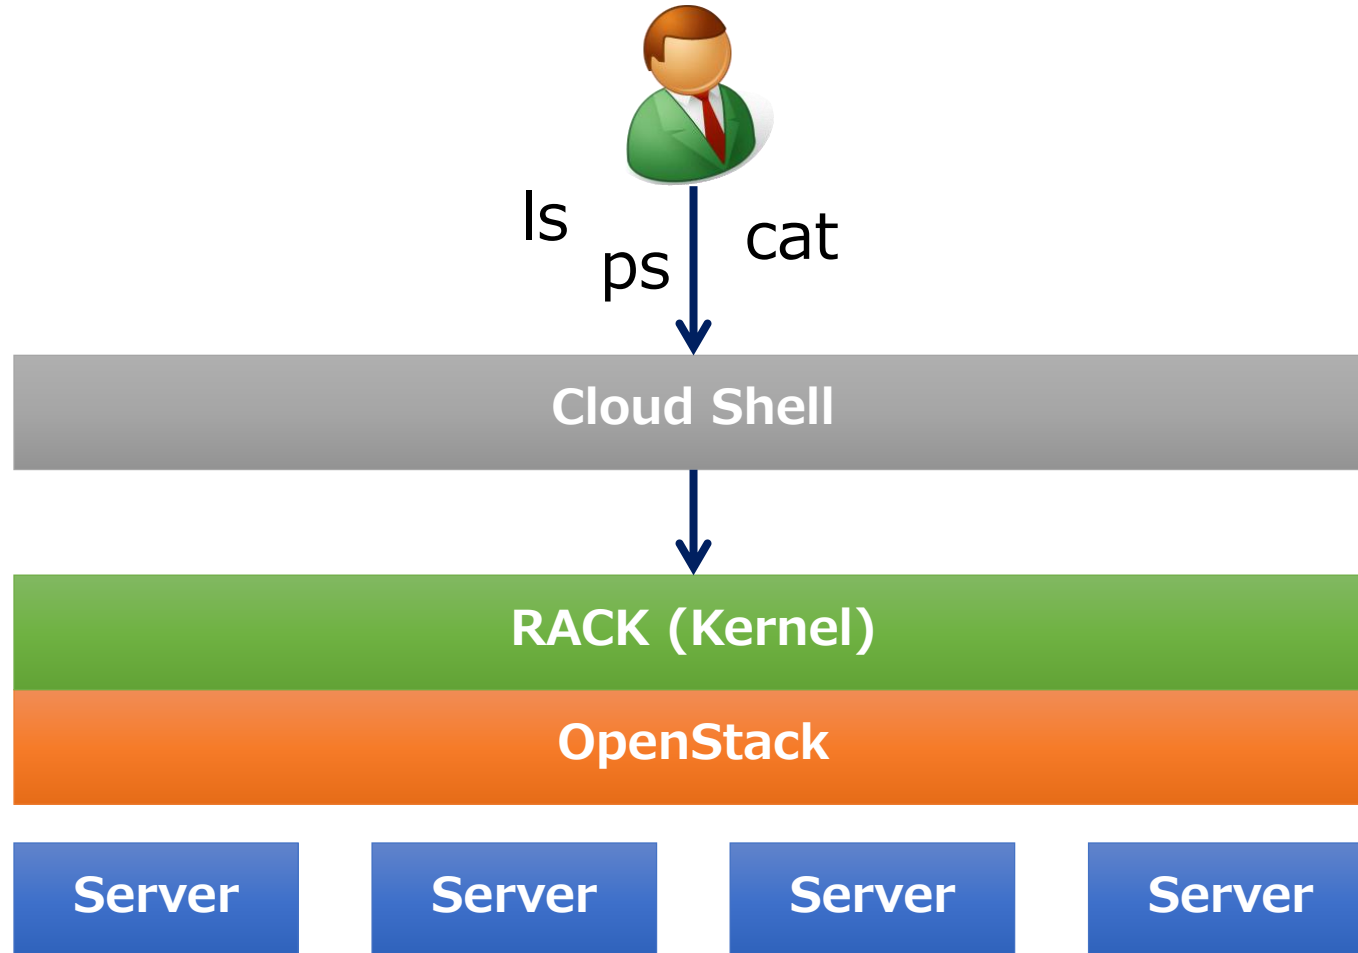 ls
ps
cat
Cloud Shell
RACK (Kernel)
OpenStack
Server
Server
Server
Server